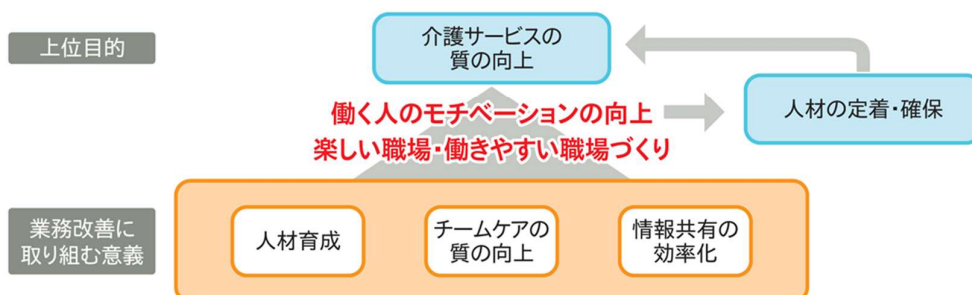 上位目的
介護サービスの
質の向上
働く人のモチベーションの向上
楽しい職場・働きやすい職場づくり
人材の定着・確保
業務改善に
取り組む意義
人材育成
チームケアの
質の向上
情報共有の
効率化